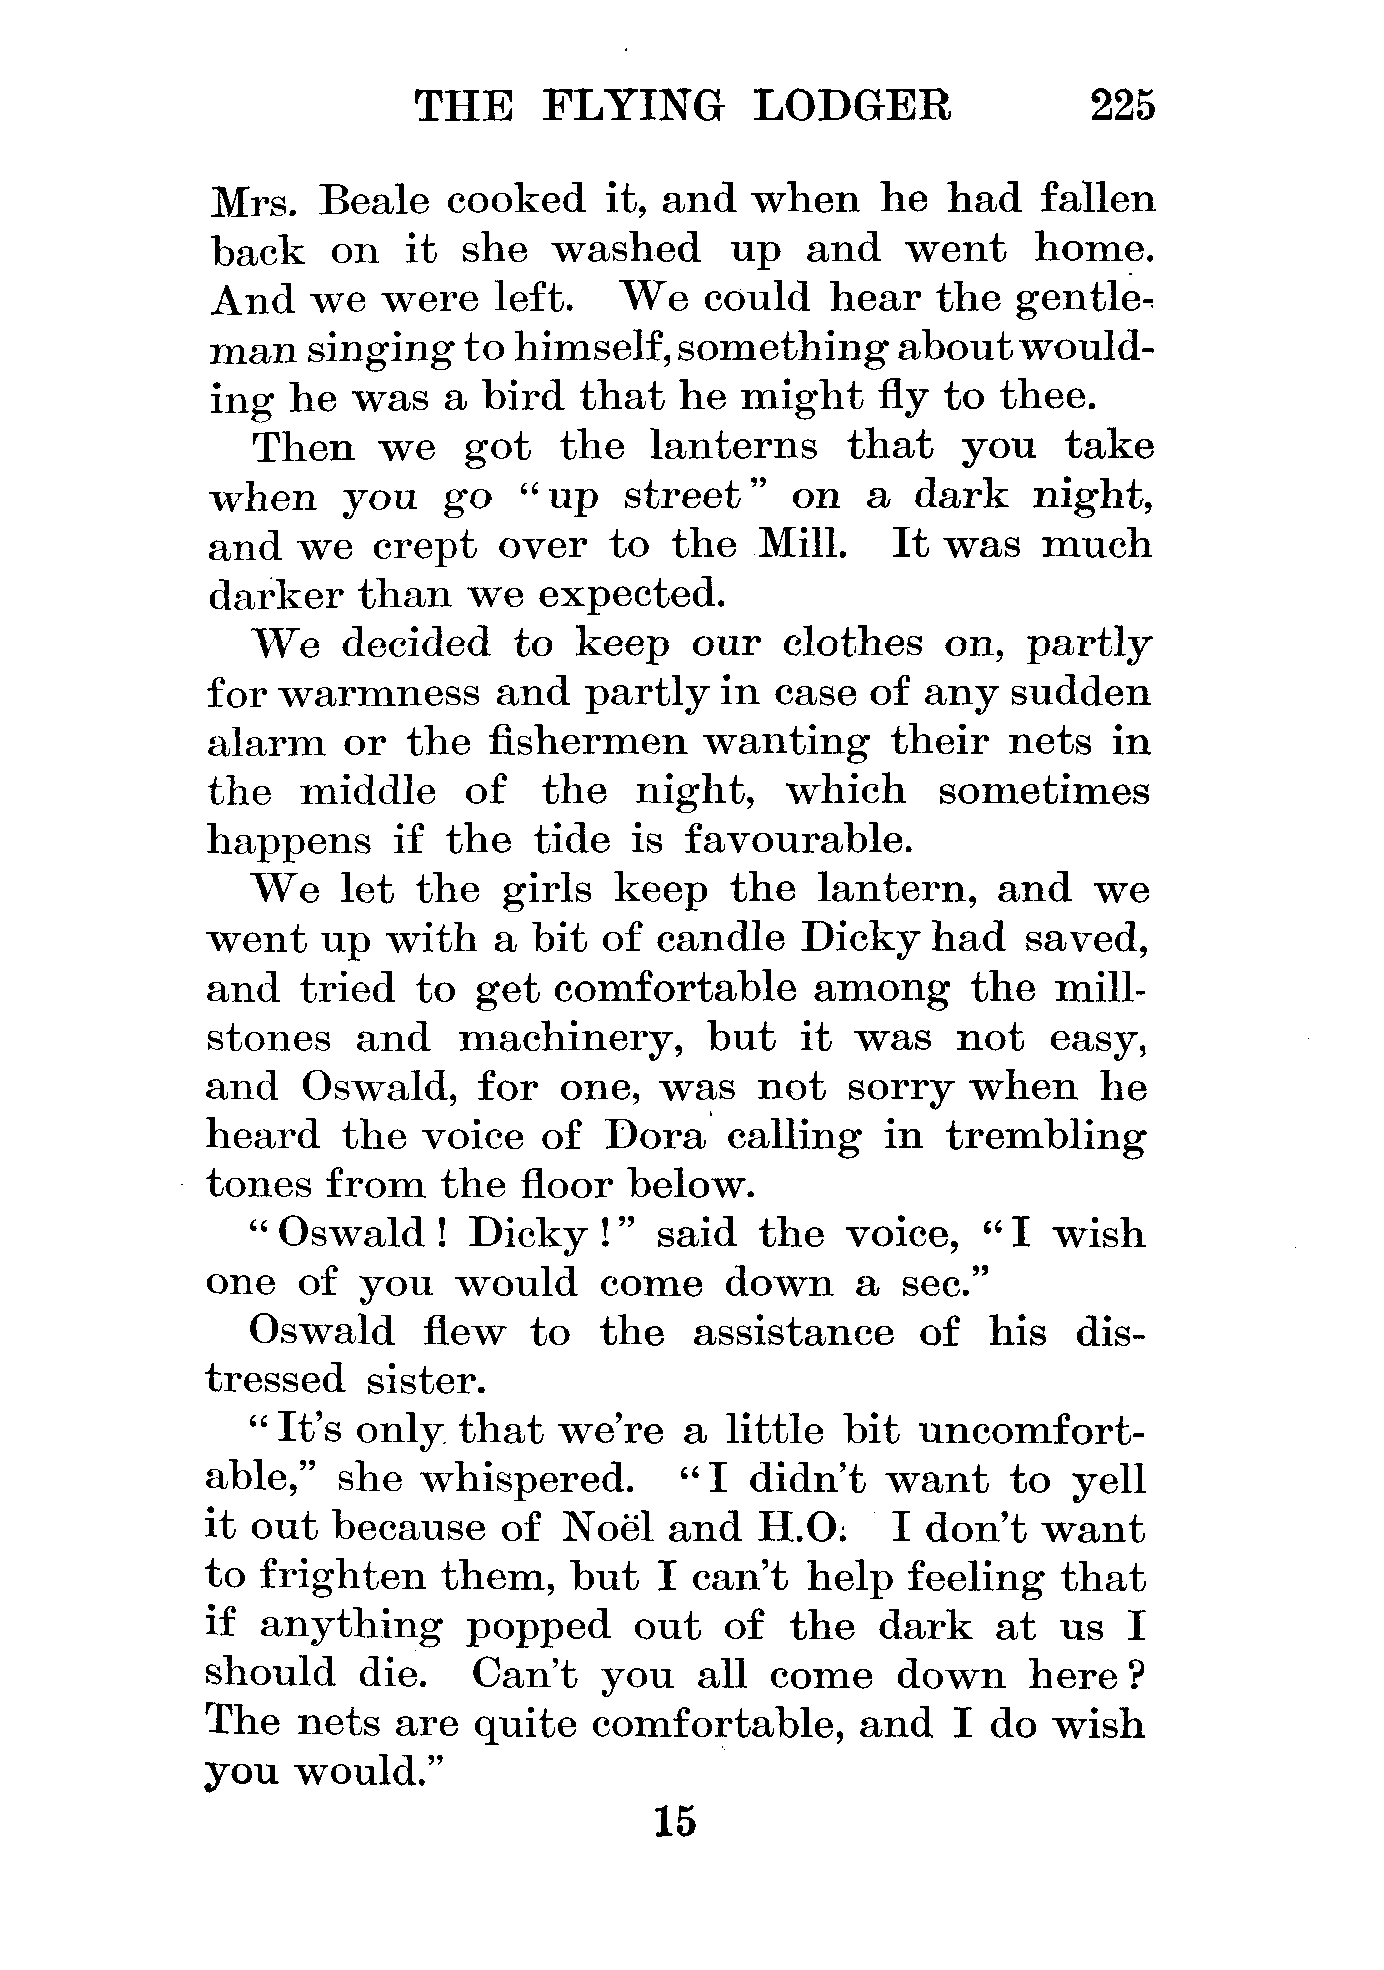 THE FLYING LODGER 225
Mrs. Beale cooked it, and when he had fallen
back on it she washed up and went home.
And we were left. We could hear the gentle-
man singing to himself, something about would-
ing he was a bird that he might fly to thee.
Then we got the lanterns that you take
when you go “up street” on a dark night,
and we crept over to the Mill. It was much
darker than we expected.
We decided to keep our clothes on, partly
for warmness and partly in case of any sudden
alarm or the fishermen wanting their nets in
the middle of the night, which sometimes
happens if the tide is favourable.
We let the girls keep the lantern, and we
went up with a bit of candle Dicky had saved,
and tried to get comfortable among the mill-
stones and machinery, but it was not easy,
and Oswald, for one, was not sorry when he
heard the voice of Dora calling in trembling
tones from the floor below.
“Oswald! Dicky!” said the voice, “I wish
one of you would come down a sec.”
Oswald flew to the assistance of his dis-
tressed sister.
“It's only that we're a little bit uncomfort-
able,” she whispered. “I didn't want to yell
it out because of Noël and H.O. I don't want
to frighten them, but I can't help feeling that
if anything popped out of the dark at us I
should die. Can't you all come down here?
The nets are quite comfortable, and I do wish
you would.”
15